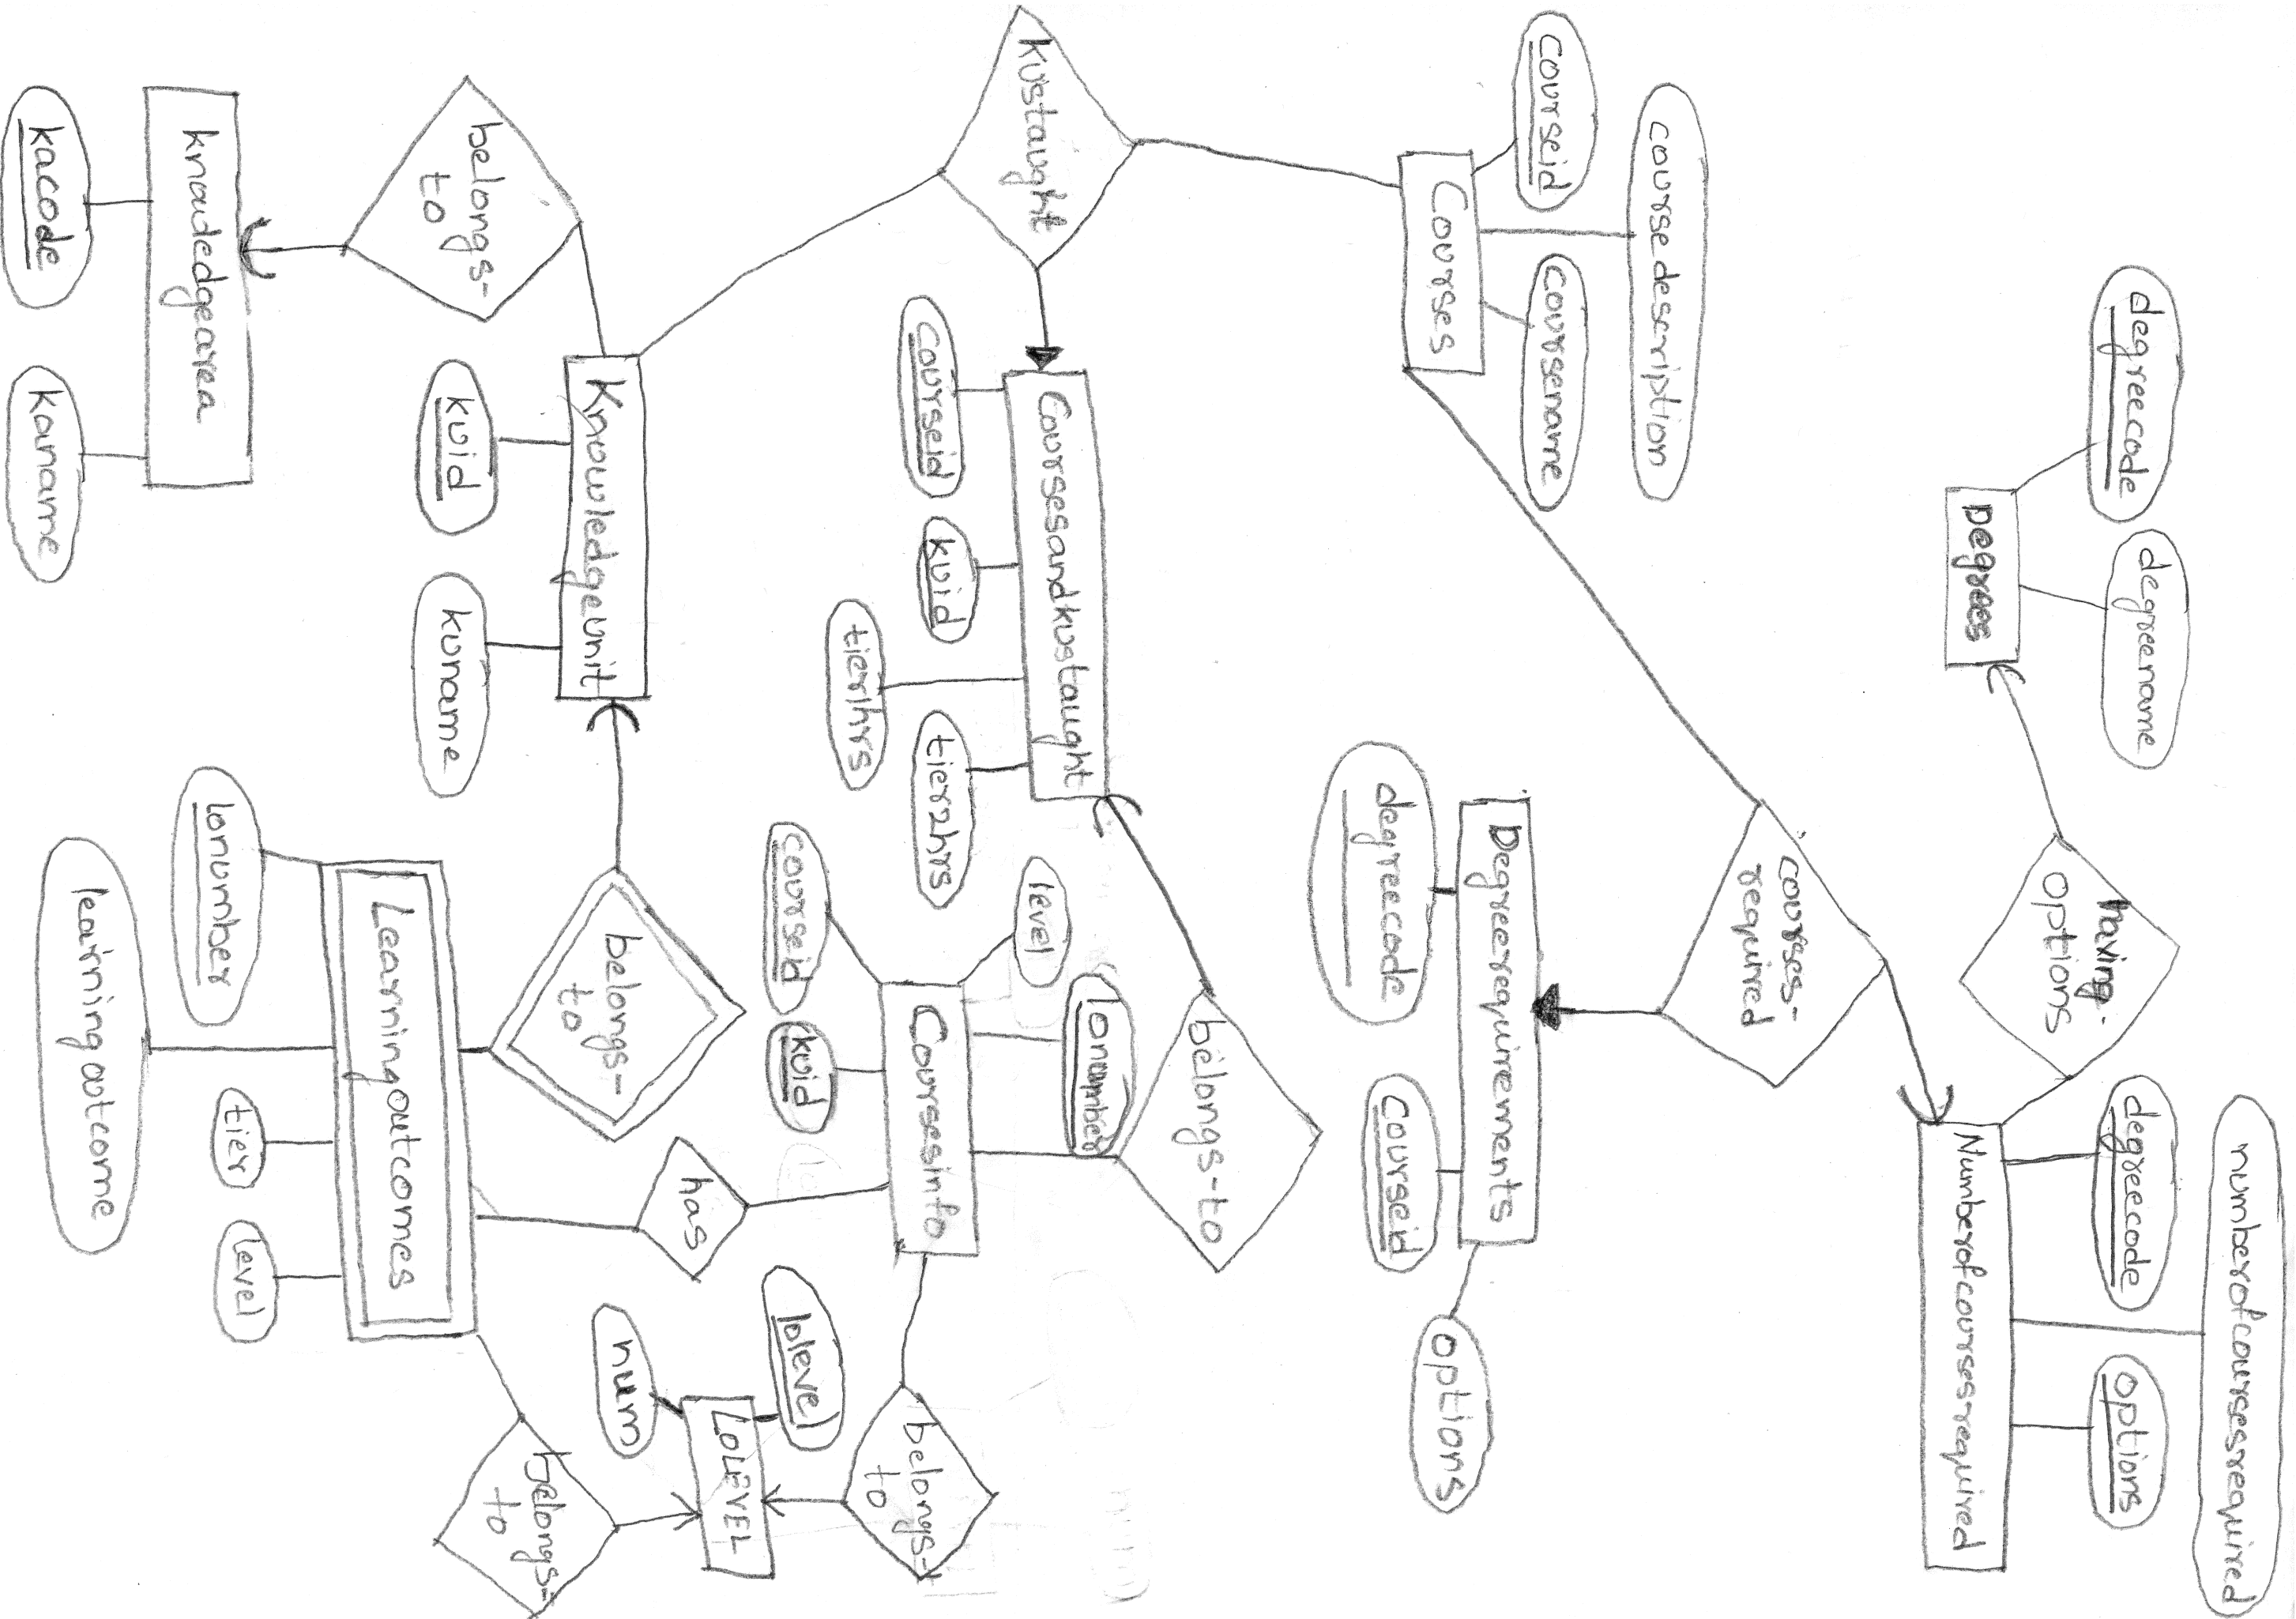 degreecode
degreename
Degrees
having-
options
numberofcoursesrequired
degreecode
options
Numberofcoursesrequired
coursedescription
courseid
coursename
Courses
courses-
required
Degreerequirements
degreecode
courseid
options
kustaught
Coursesandkustaught
courseid
kuid
tier1hrs
tier2hrs
belongs-to
level
lonumber
Coursesinfo
courseid
kuid
belongs-
to
Knowledgeunit
kuid
kuname
belongs-
to
has
lolevel
LOLEVEL
num
belongs-
to
knowledgearea
kacode
kaname
belongs-
to
Learningoutcomes
lonumber
learningoutcome
tier
level
belongs-
to